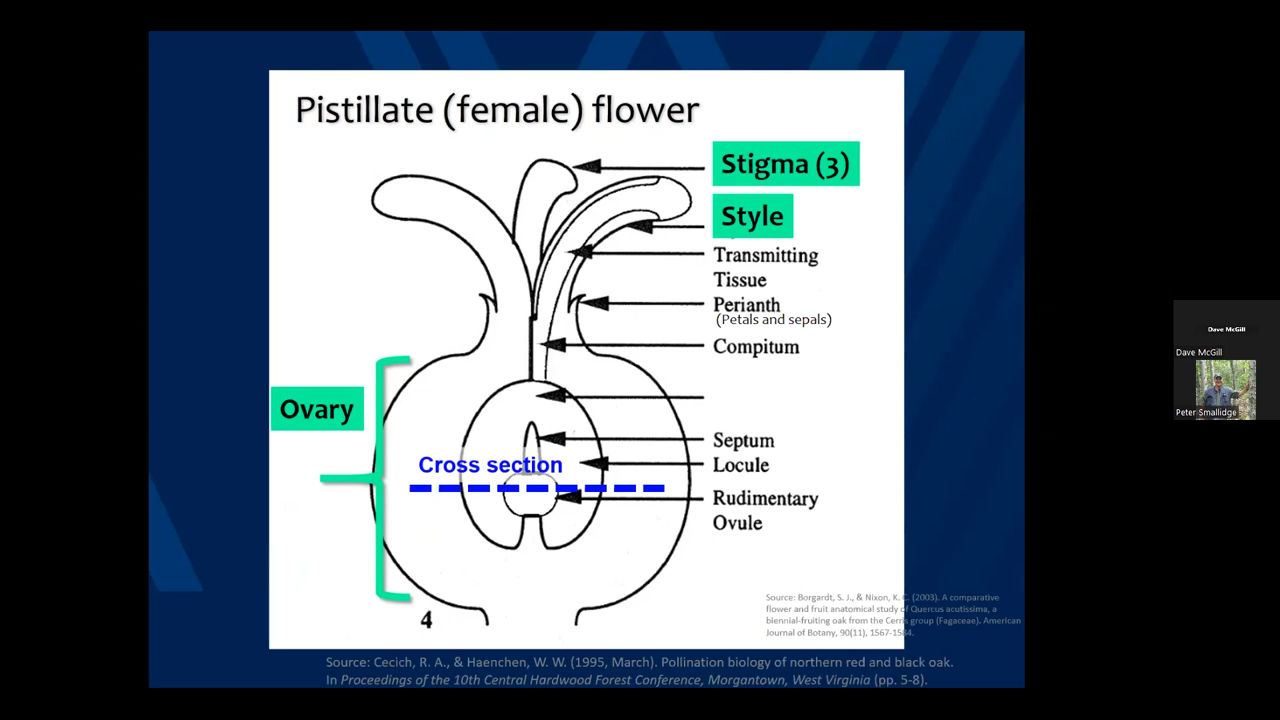 Pistillate (female) flower
Stigma (3)
Style
Transmitting
Tissue
Perianth
(Petals and sepals)
Compitum
Ovary
Septum
Cross section
Locule
Rudimentary
Ovule
4
Source: Borgardt, S. J., & Nixon, K. C. (2003). A comparative
flower and fruit anatomical study of Quercus acutissima, a
biennial-fruiting oak from the Cerris group (Fagaceae). American
Journal of Botany, 90(11), 1567-1584.
Source: Cecich, R. A., & Haenchen, W. W. (1995, March). Pollination biology of northern red and black oak.
In Proceedings of the 10th Central Hardwood Forest Conference, Morgantown, West Virginia (pp. 5-8).
Dave McGill
Dave McGill
Peter Smallidge